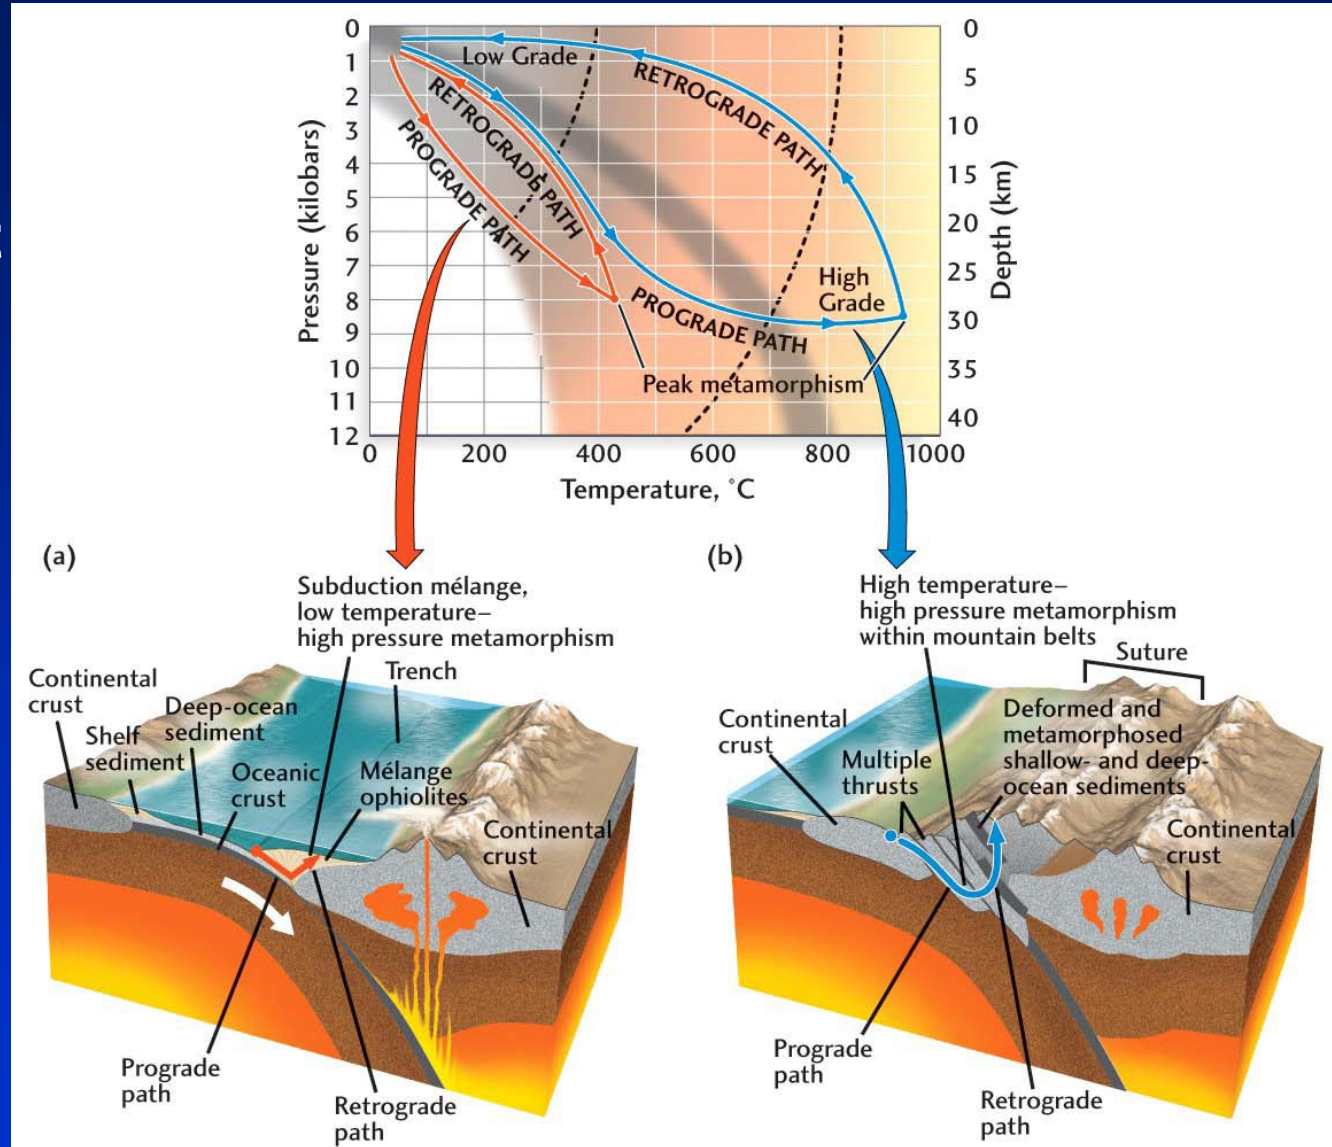 0
1
2
3
4
5
6
7
8
9
10
11
12
Pressure (kilobars)
0
5
10
15
20
25
30
35
40
Depth (km)
0
200
400
600
800
1000
Temperature, °C
Low Grade
RETROGRADE PATH
RETROGRADE PATH
PROGRADE PATH
PROGRADE PATH
High
Grade
Peak metamorphism
(a)
Subduction mélange,
low temperature–
high pressure metamorphism
Trench
Continental
crust
Shelf
sediment
Deep-ocean
sediment
Oceanic
crust
Mélange
ophiolites
Continental
crust
Prograde
path
Retrograde
path
(b)
High temperature–
high pressure metamorphism
within mountain belts
Suture
Continental
crust
Multiple
thrusts
Deformed and
metamorphosed
shallow- and deep-
ocean sediments
Continental
crust
Prograde
path
Retrograde
path